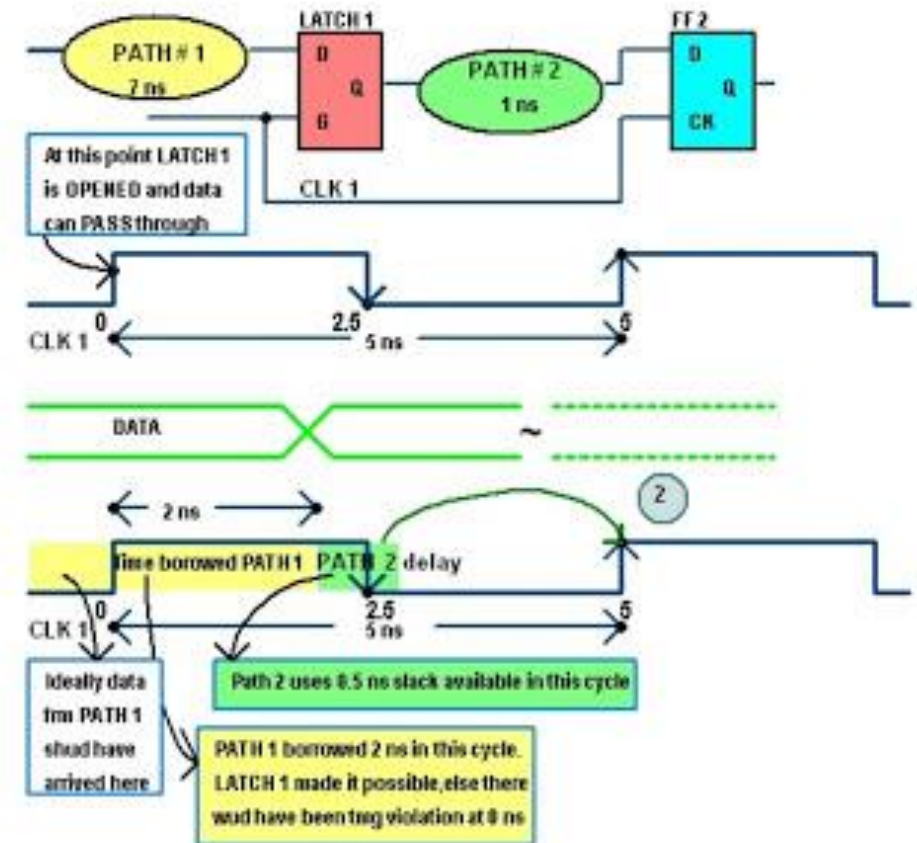 LATCH 1
FF 2
PATH # 1
7 ns
D
Q
G
PATH # 2
1 ns
D
Q
CK
At this point LATCH 1
is OPENED and data
can PASS through
CLK 1
0
2.5
5
CLK 1
5 ns
DATA
~
2 ns
2
Time borowed PATH 1
PATH 2 delay
0
2.5
5
CLK 1
5 ns
Ideally data
frm PATH 1
shud have
arrived here
Path 2 uses 0.5 ns slack available in this cycle
PATH 1 borrowed 2 ns in this cycle.
LATCH 1 made it possible,else there
wud have been tmg violation at 0 ns